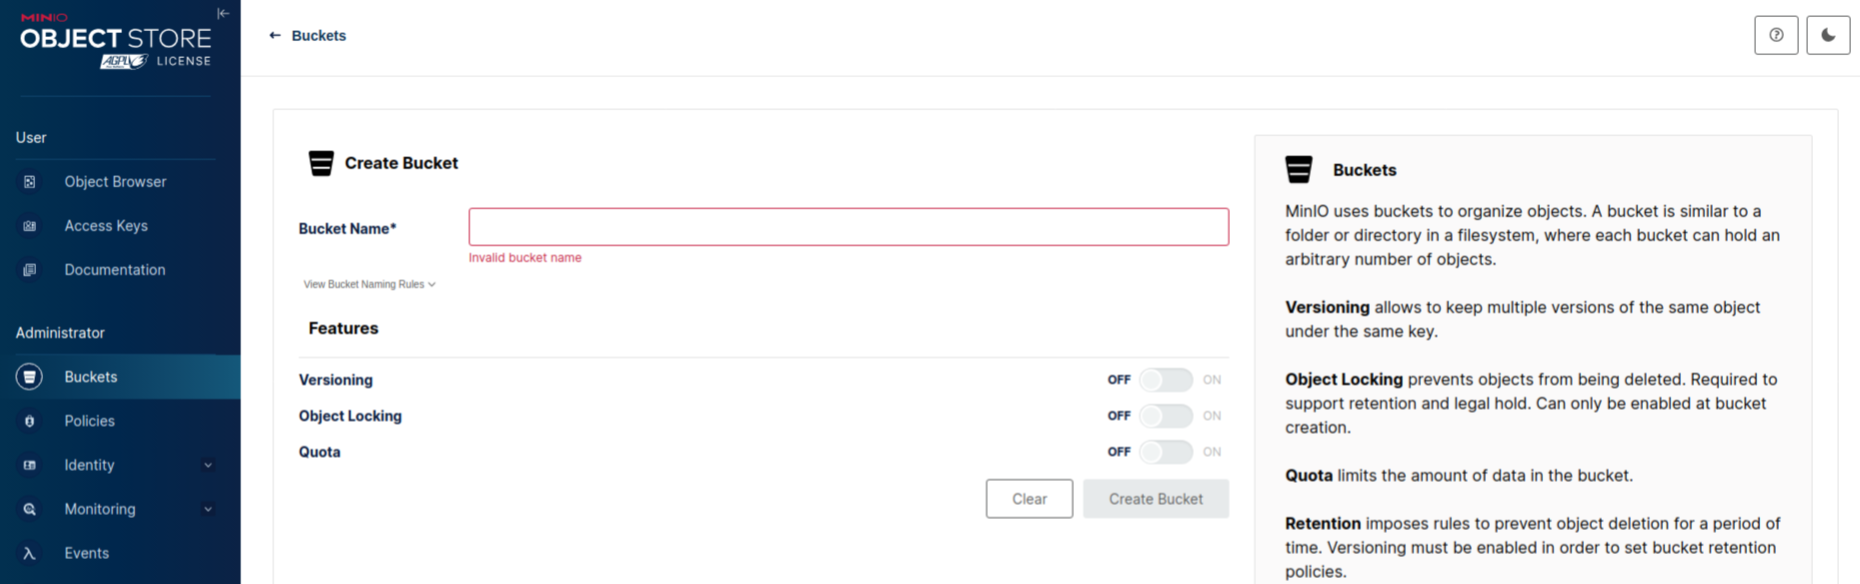 MINIO
OBJECT STORE
AGPLv3 LICENSE
User
Object Browser
Access Keys
Documentation
Administrator
Buckets
Policies
Identity
Monitoring
Events
← Buckets
Create Bucket
Bucket Name*
Invalid bucket name
View Bucket Naming Rules
Features
Versioning OFF ON
Object Locking OFF ON
Quota OFF ON
Clear Create Bucket
Buckets
MinIO uses buckets to organize objects. A bucket is similar to a
folder or directory in a filesystem, where each bucket can hold an
arbitrary number of objects.
Versioning allows to keep multiple versions of the same object
under the same key.
Object Locking prevents objects from being deleted. Required to
support retention and legal hold. Can only be enabled at bucket
creation.
Quota limits the amount of data in the bucket.
Retention imposes rules to prevent object deletion for a period of
time. Versioning must be enabled in order to set bucket retention
policies.